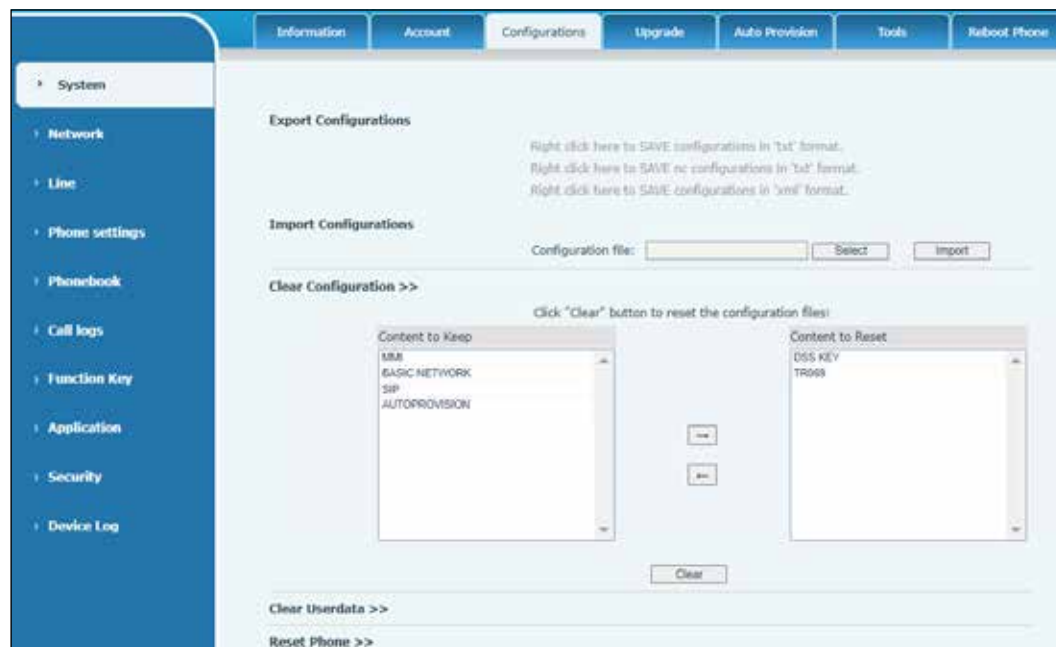 Information Account Configurations Upgrade Auto Provision Tools Reboot Phone
System
Network
Line
Phone settings
Phonebook
Call logs
Function Key
Application
Security
Device Log
Export Configurations
Right click here to SAVE configurations in 'txt' format.
Right click here to SAVE nc configurations in 'txt' format.
Right click here to SAVE configurations in 'xml' format.
Import Configurations
Configuration file: Select Import
Clear Configuration >>
Click "Clear" button to reset the configuration files!
Content to Keep
MMI
BASIC NETWORK
SIP
AUTOPROVISION
Content to Reset
DSS KEY
TR069
→
←
Clear
Clear Userdata >>
Reset Phone >>